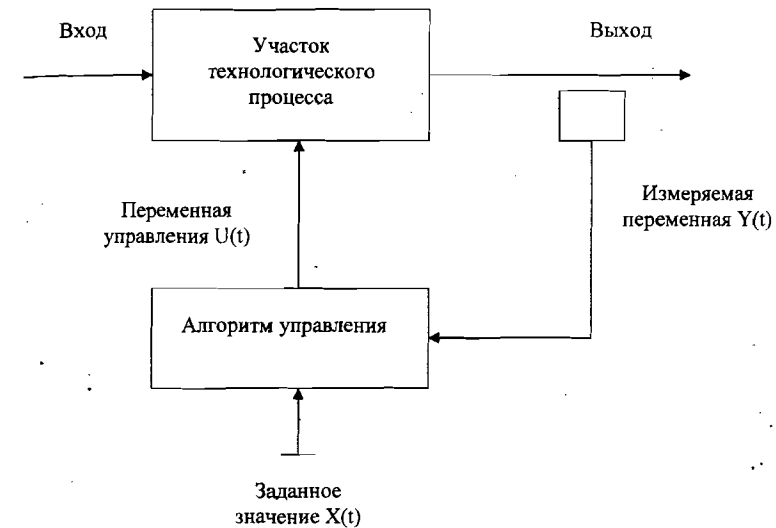 Вход
Участок
технологического
процесса
Выход
Переменная
управления U(t)
Измеряемая
переменная Y(t)
Алгоритм управления
Заданное
значение X(t)